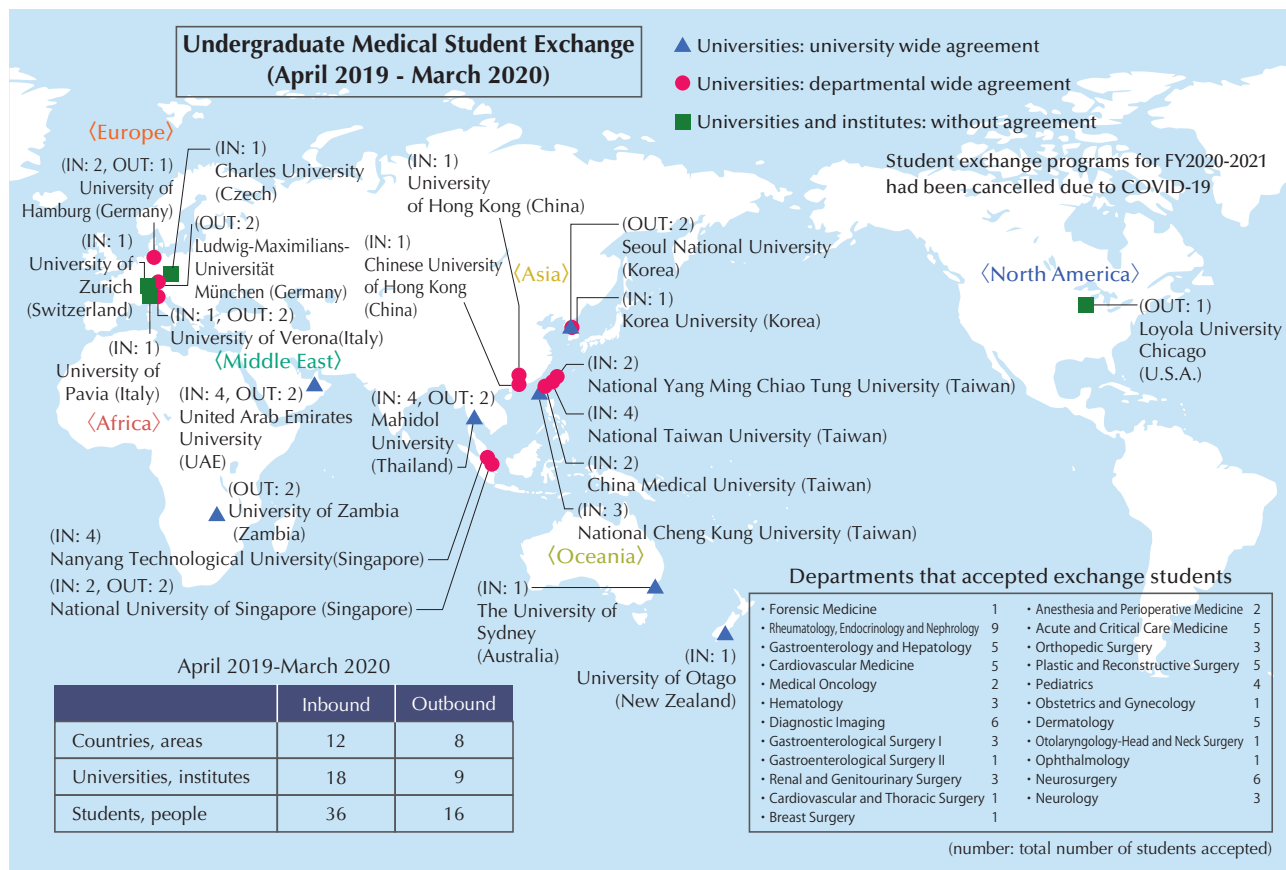 Undergraduate Medical Student Exchange
(April 2019 - March 2020)
Universities: university wide agreement
Universities: departmental wide agreement
Universities and institutes: without agreement
Student exchange programs for FY2020-2021
had been cancelled due to COVID-19
〈Europe〉
(IN: 2, OUT: 1)
University of
Hamburg (Germany)
(IN: 1)
Charles University
(Czech)
(OUT: 2)
Ludwig-Maximilians-
Universität
München (Germany)
(IN: 1)
University of
Zurich
(Switzerland)
(IN: 1, OUT: 2)
University of Verona(Italy)
(IN: 1)
University of
Pavia (Italy)
〈Middle East〉
(IN: 4, OUT: 2)
United Arab Emirates
University
(UAE)
〈Africa〉
(OUT: 2)
University of Zambia
(Zambia)
〈Asia〉
(IN: 1)
University
of Hong Kong (China)
(IN: 1)
Chinese University
of Hong Kong
(China)
(OUT: 2)
Seoul National University
(Korea)
(IN: 1)
Korea University (Korea)
(IN: 2)
National Yang Ming Chiao Tung University (Taiwan)
(IN: 4)
National Taiwan University (Taiwan)
(IN: 2)
China Medical University (Taiwan)
(IN: 3)
National Cheng Kung University (Taiwan)
(IN: 4, OUT: 2)
Mahidol
University
(Thailand)
(IN: 4)
Nanyang Technological University(Singapore)
(IN: 2, OUT: 2)
National University of Singapore (Singapore)
〈Oceania〉
(IN: 1)
The University of
Sydney
(Australia)
(IN: 1)
University of Otago
(New Zealand)
〈North America〉
(OUT: 1)
Loyola University
Chicago
(U.S.A.)
April 2019-March 2020
Inbound Outbound
Countries, areas 12 8
Universities, institutes 18 9
Students, people 36 16
Departments that accepted exchange students
・Forensic Medicine 1
・Rheumatology, Endocrinology and Nephrology 9
・Gastroenterology and Hepatology 5
・Cardiovascular Medicine 5
・Medical Oncology 2
・Hematology 3
・Diagnostic Imaging 6
・Gastroenterological Surgery I 3
・Gastroenterological Surgery II 1
・Renal and Genitourinary Surgery 3
・Cardiovascular and Thoracic Surgery 1
・Breast Surgery 1
・Anesthesia and Perioperative Medicine 2
・Acute and Critical Care Medicine 5
・Orthopedic Surgery 3
・Plastic and Reconstructive Surgery 5
・Pediatrics 4
・Obstetrics and Gynecology 1
・Dermatology 5
・Otolaryngology-Head and Neck Surgery 1
・Ophthalmology 1
・Neurosurgery 6
・Neurology 3
(number: total number of students accepted)